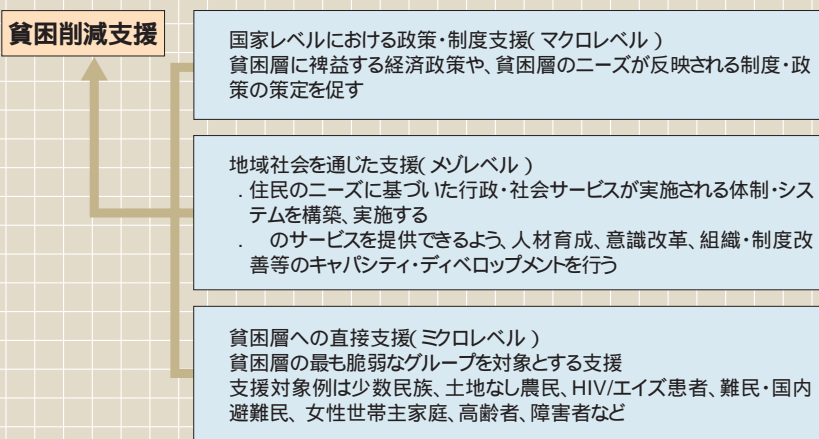 貧困削減支援
国家レベルにおける政策・制度支援(マクロレベル)
貧困層に裨益する経済政策や、貧困層のニーズが反映される制度・政
策の策定を促す
地域社会を通じた支援(メゾレベル)
．住民のニーズに基づいた行政・社会サービスが実施される体制・シス
テムを構築、実施する
． のサービスを提供できるよう、人材育成、意識改革、組織・制度改
善等のキャパシティ・ディベロップメントを行う
貧困層への直接支援(ミクロレベル)
貧困層の最も脆弱なグループを対象とする支援
支援対象例は少数民族、土地なし農民、HIV/エイズ患者、難民・国内
避難民、女性世帯主家庭、高齢者、障害者など